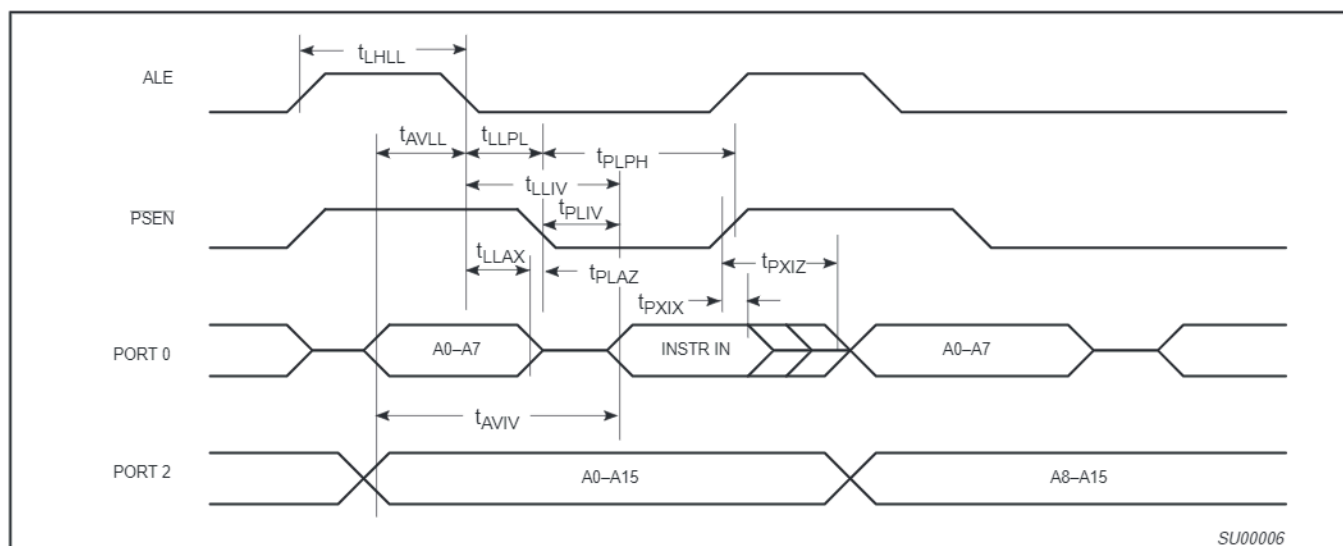 tLHLL
ALE
tAVLL tLLPL
tPLPH
tLLIV
PSEN
tPLIV
tLLAX
tPLAZ
tPXIZ
tPXIX
PORT 0 A0–A7 INSTR IN A0–A7
tAVIV
PORT 2 A0–A15 A8–A15
SU00006